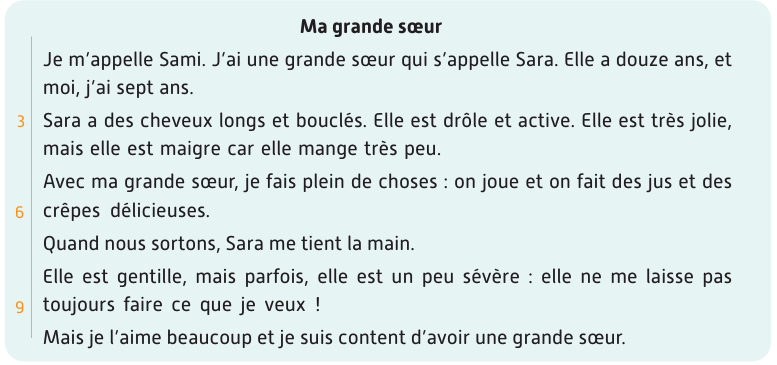 Ma grande sœur
Je m'appelle Sami. J'ai une grande sœur qui s'appelle Sara. Elle a douze ans, et
moi, j'ai sept ans.
3 Sara a des cheveux longs et bouclés. Elle est drôle et active. Elle est très jolie,
mais elle est maigre car elle mange très peu.
Avec ma grande sœur, je fais plein de choses : on joue et on fait des jus et des
6 crêpes délicieuses.
Quand nous sortons, Sara me tient la main.
Elle est gentille, mais parfois, elle est un peu sévère : elle ne me laisse pas
9 toujours faire ce que je veux !
Mais je l'aime beaucoup et je suis content d'avoir une grande sœur.